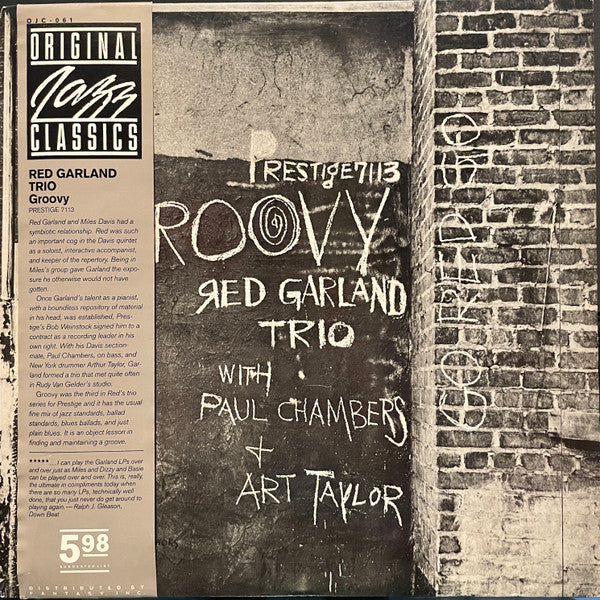 OJC-061
ORIGINAL
Jazz
CLASSICS
RED GARLAND
TRIO
Groovy
PRESTIGE 7113
Red Garland and Miles Davis had a
symbiotic relationship. Red was such
an important cog in the Davis quintet
as a soloist, interactive accompanist,
and keeper of the repertory. Being in
Miles's group gave Garland the expo-
sure he otherwise would not have
gotten.
Once Garland's talent as a pianist,
with a boundless repository of material
in his head, was established, Pres-
tige's Bob Weinstock signed him to a
contract as a recording leader in his
own right. With his Davis section-
mate, Paul Chambers, on bass, and
New York drummer Arthur Taylor, Gar-
land formed a trio that met quite often
in Rudy Van Gelder's studio.
Groovy was the third in Red's trio
series for Prestige and it has the usual
fine mix of jazz standards, ballad
standards, blues ballads, and just
plain blues. It is an object lesson in
finding and maintaining a groove.
*****...I can play the Garland LPs over
and over just as Miles and Dizzy and Basie
can be played over and over. This is, really,
the ultimate in compliments today when
there are so many LPs, technically well
done, that you just never do get around to
playing again.— Ralph J. Gleason,
Down Beat
5.98
SUGGESTED LIST
DISTRIBUTED BY
FANTASY, INC.
PRESTIGE 7113
ROOVY
RED GARLAND
TRIO
WITH
PAUL CHAMBERS
+
ART TAYLOR
GO RED GO